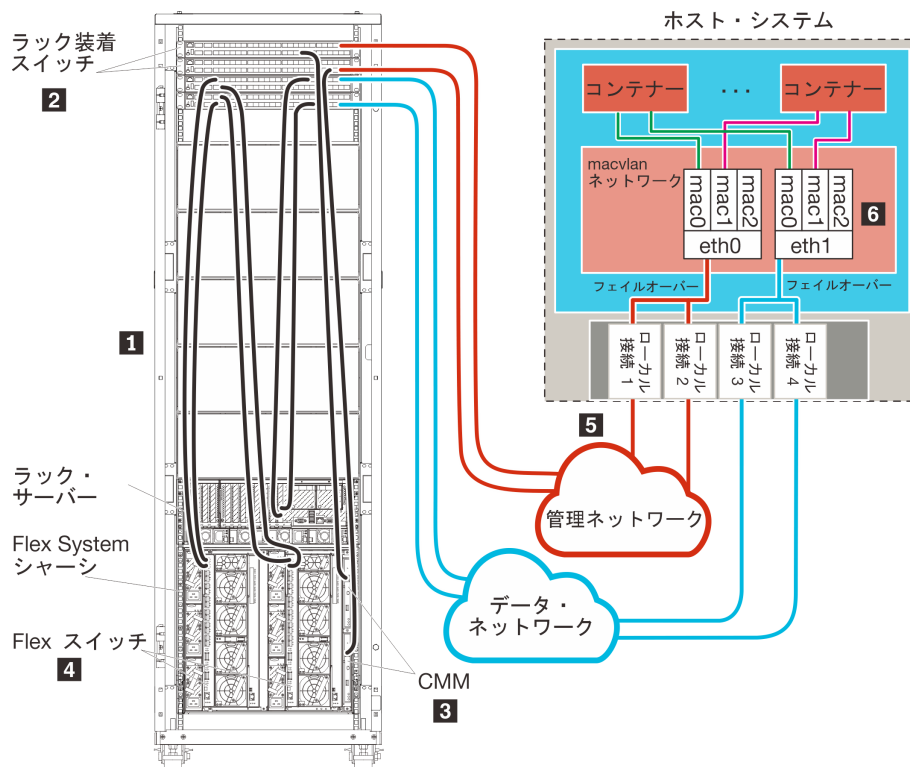 ラック装着
スイッチ
2
1
ラック・
サーバー
Flex System
シャーシ
Flex スイッチ
4
CMM
3
ホスト・システム
コンテナー
・・・
コンテナー
macvlan
ネットワーク
mac0
mac1
mac2
eth0
mac0
mac1
mac2
eth1
6
フェイルオーバー
フェイルオーバー
ローカル
接続 1
ローカル
接続 2
ローカル
接続 3
ローカル
接続 4
5
管理ネットワーク
データ・
ネットワーク